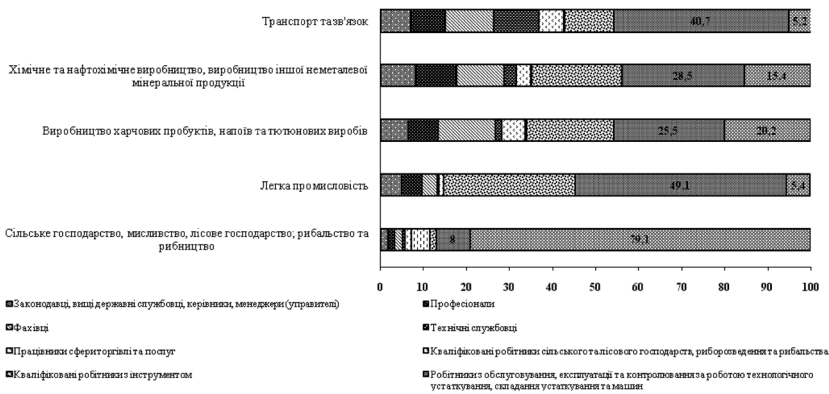 Транспорт та зв'язок
40,7
5,2
Хімічне та нафтохімічне виробництво, виробництво іншої неметалевої
мінеральної продукції
28,5
15,4
Виробництво харчових пробуктів, напоїв та тютюнових виробів
25,5
20,2
Легка промисловість
49,1
5,4
Сільське господарство, мисливство, лісове господарство; рибальство та
рибництво
8
79,1
0 10 20 30 40 50 60 70 80 90 100
Законодавці, вищі державні службовці, керівники, менеджери (управителі)
Професіонали
Фахівці
Технічні службовці
Працівники сфери торгівлі та послуг
Кваліфіковані робітники сільського та лісового господарств, риборозведення та рибальства
Кваліфіковані робітники з інструментом
Робітники з обслуговування, експлуатації та контролювання за роботою технологічного
устаткування, складання устаткування та машин